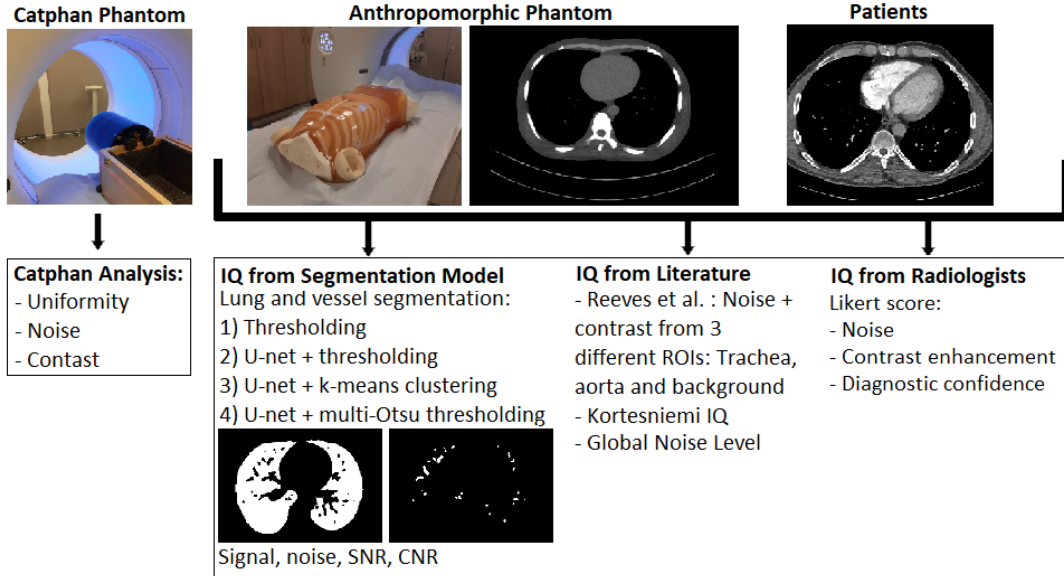 Catphan Phantom
Anthropomorphic Phantom
Patients
Catphan Analysis:
- Uniformity
- Noise
- Contast
IQ from Segmentation Model
Lung and vessel segmentation:
1) Thresholding
2) U-net + thresholding
3) U-net + k-means clustering
4) U-net + multi-Otsu thresholding
Signal, noise, SNR, CNR
IQ from Literature
- Reeves et al. : Noise +
contrast from 3
different ROIs: Trachea,
aorta and background
- Kortesniemi IQ
- Global Noise Level
IQ from Radiologists
Likert score:
- Noise
- Contrast enhancement
- Diagnostic confidence